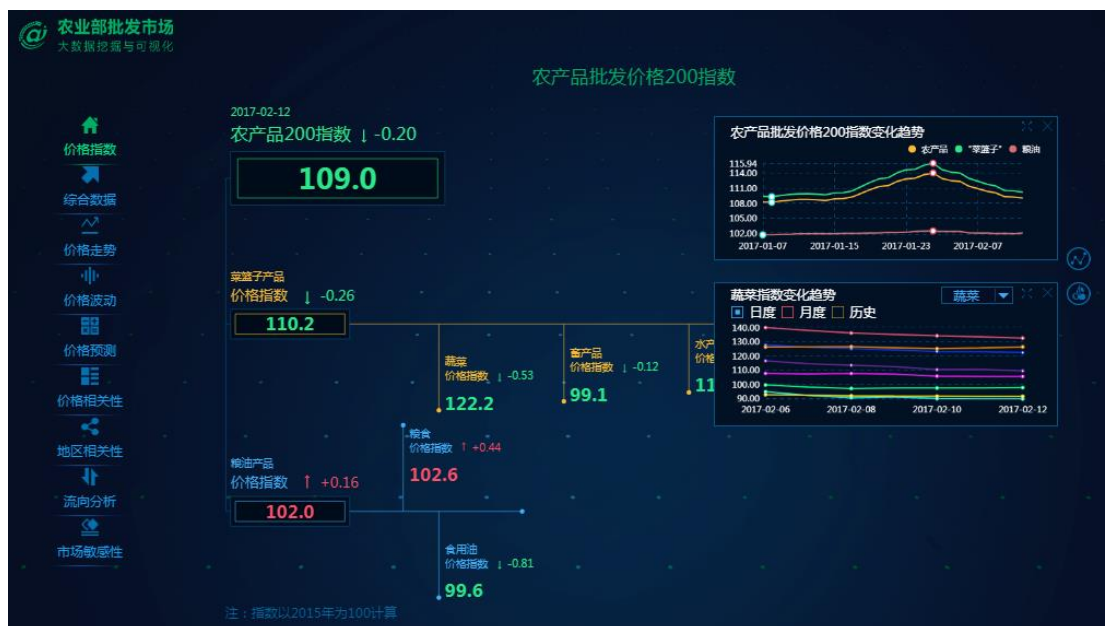 农业部批发市场
大数据挖掘与可视化
农产品批发价格200指数
价格指数
综合数据
价格走势
价格波动
价格预测
价格相关性
地区相关性
流向分析
市场敏感性
2017-02-12
农产品200指数 ↓ -0.20
109.0
菜篮子产品
价格指数 ↓ -0.26
110.2
蔬菜
价格指数 ↓ -0.53
122.2
畜产品
价格指数 ↓ -0.12
99.1
水产
价格
11
粮油产品
价格指数 ↑ +0.16
102.0
粮食
价格指数 ↑ +0.44
102.6
食用油
价格指数 ↓ -0.81
99.6
注：指数以2015年为100计算
农产品批发价格200指数变化趋势
农产品 "菜篮子" 粮油
115.94
114.00
111.00
108.00
105.00
102.00
2017-01-07 2017-01-15 2017-01-23 2017-02-07
蔬菜指数变化趋势 蔬菜
日度 月度 历史
140.00
130.00
120.00
110.00
100.00
90.00
2017-02-06 2017-02-08 2017-02-10 2017-02-12